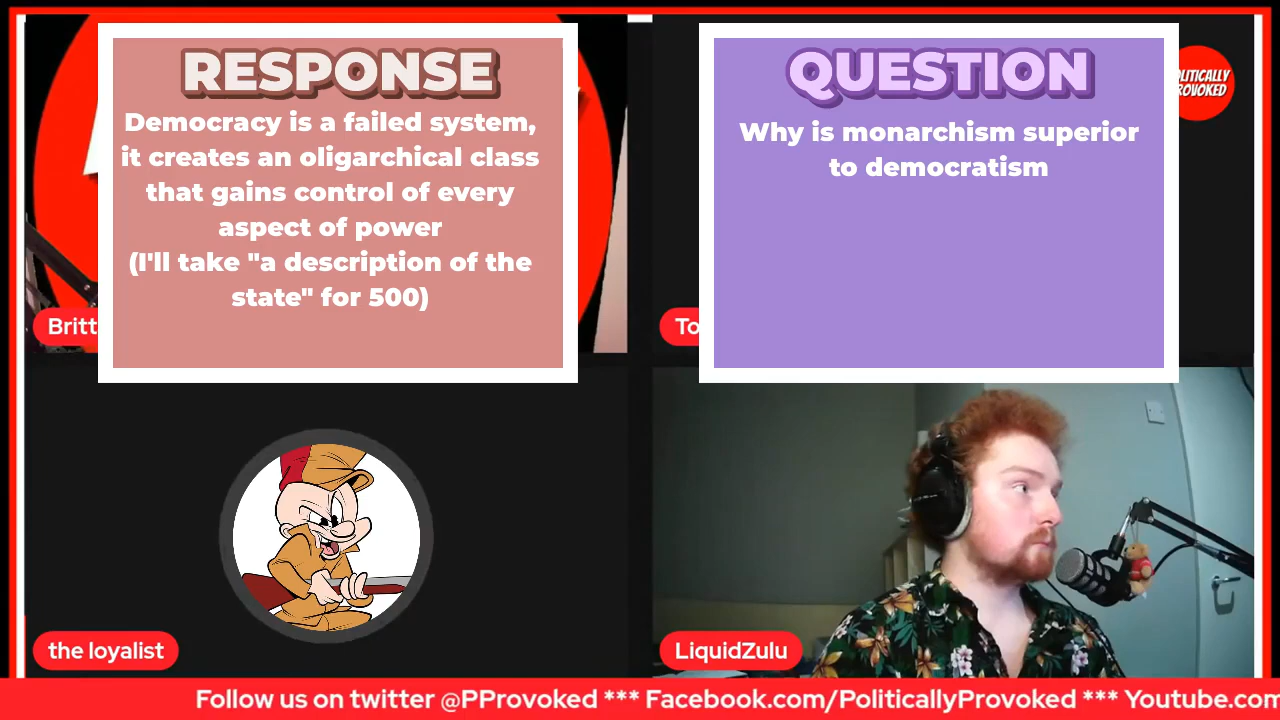 RESPONSE
Democracy is a failed system,
it creates an oligarchical class
that gains control of every
aspect of power
(I'll take "a description of the
state" for 500)
QUESTION
Why is monarchism superior
to democratism
POLITICALLY
PROVOKED
Britt
To
the loyalist
LiquidZulu
Follow us on twitter @PProvoked *** Facebook.com/PoliticallyProvoked *** Youtube.com